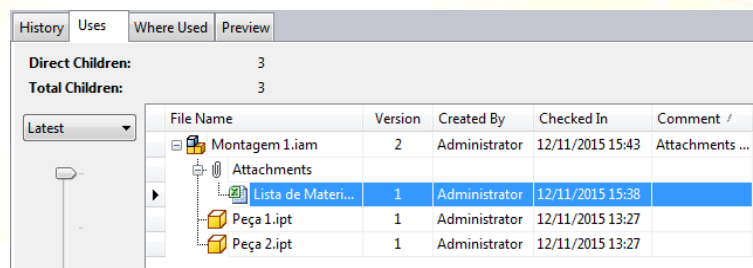 History Uses Where Used Preview
Direct Children: 3
Total Children: 3
Latest
File Name Version Created By Checked In Comment
Montagem 1.iam 2 Administrator 12/11/2015 15:43 Attachments ...
Attachments
Lista de Materi... 1 Administrator 12/11/2015 15:38
Peça 1.ipt 1 Administrator 12/11/2015 13:27
Peça 2.ipt 1 Administrator 12/11/2015 13:27